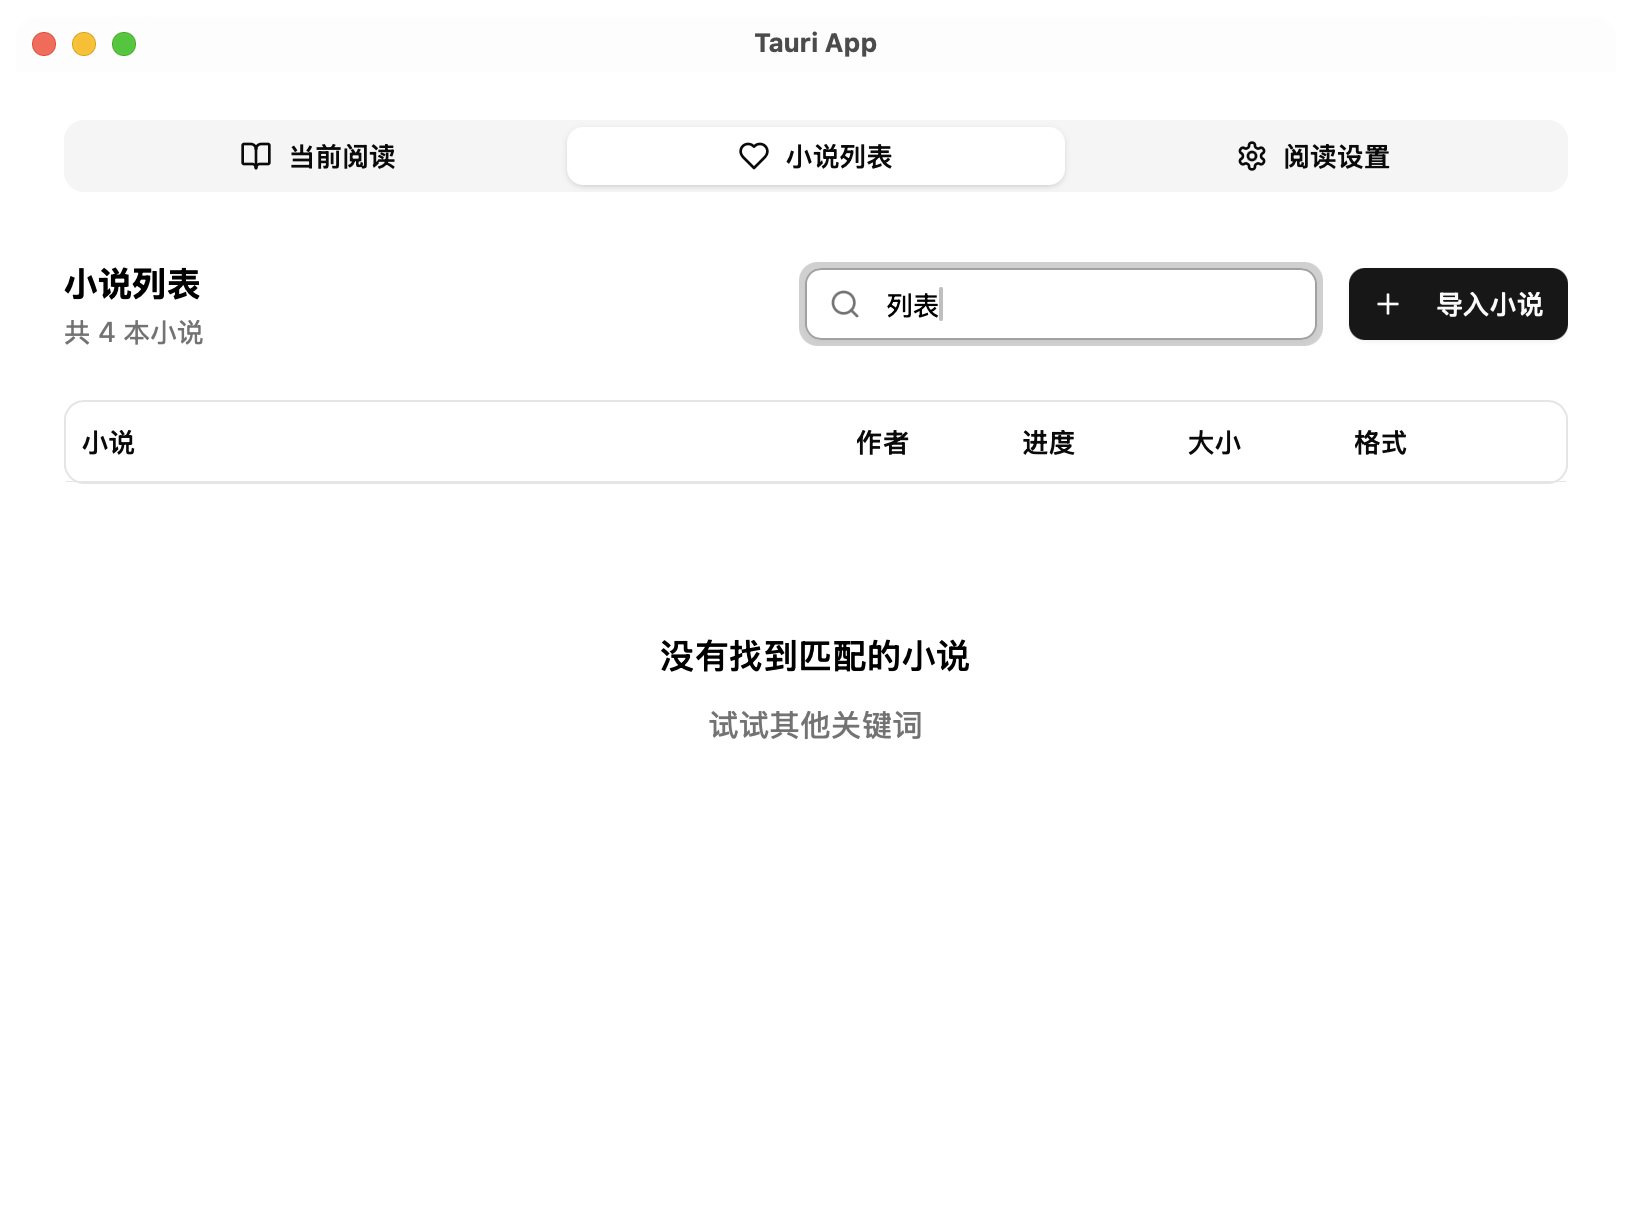 Tauri App
当前阅读
小说列表
阅读设置
小说列表
共 4 本小说
列表
导入小说
小说 作者 进度 大小 格式
没有找到匹配的小说
试试其他关键词